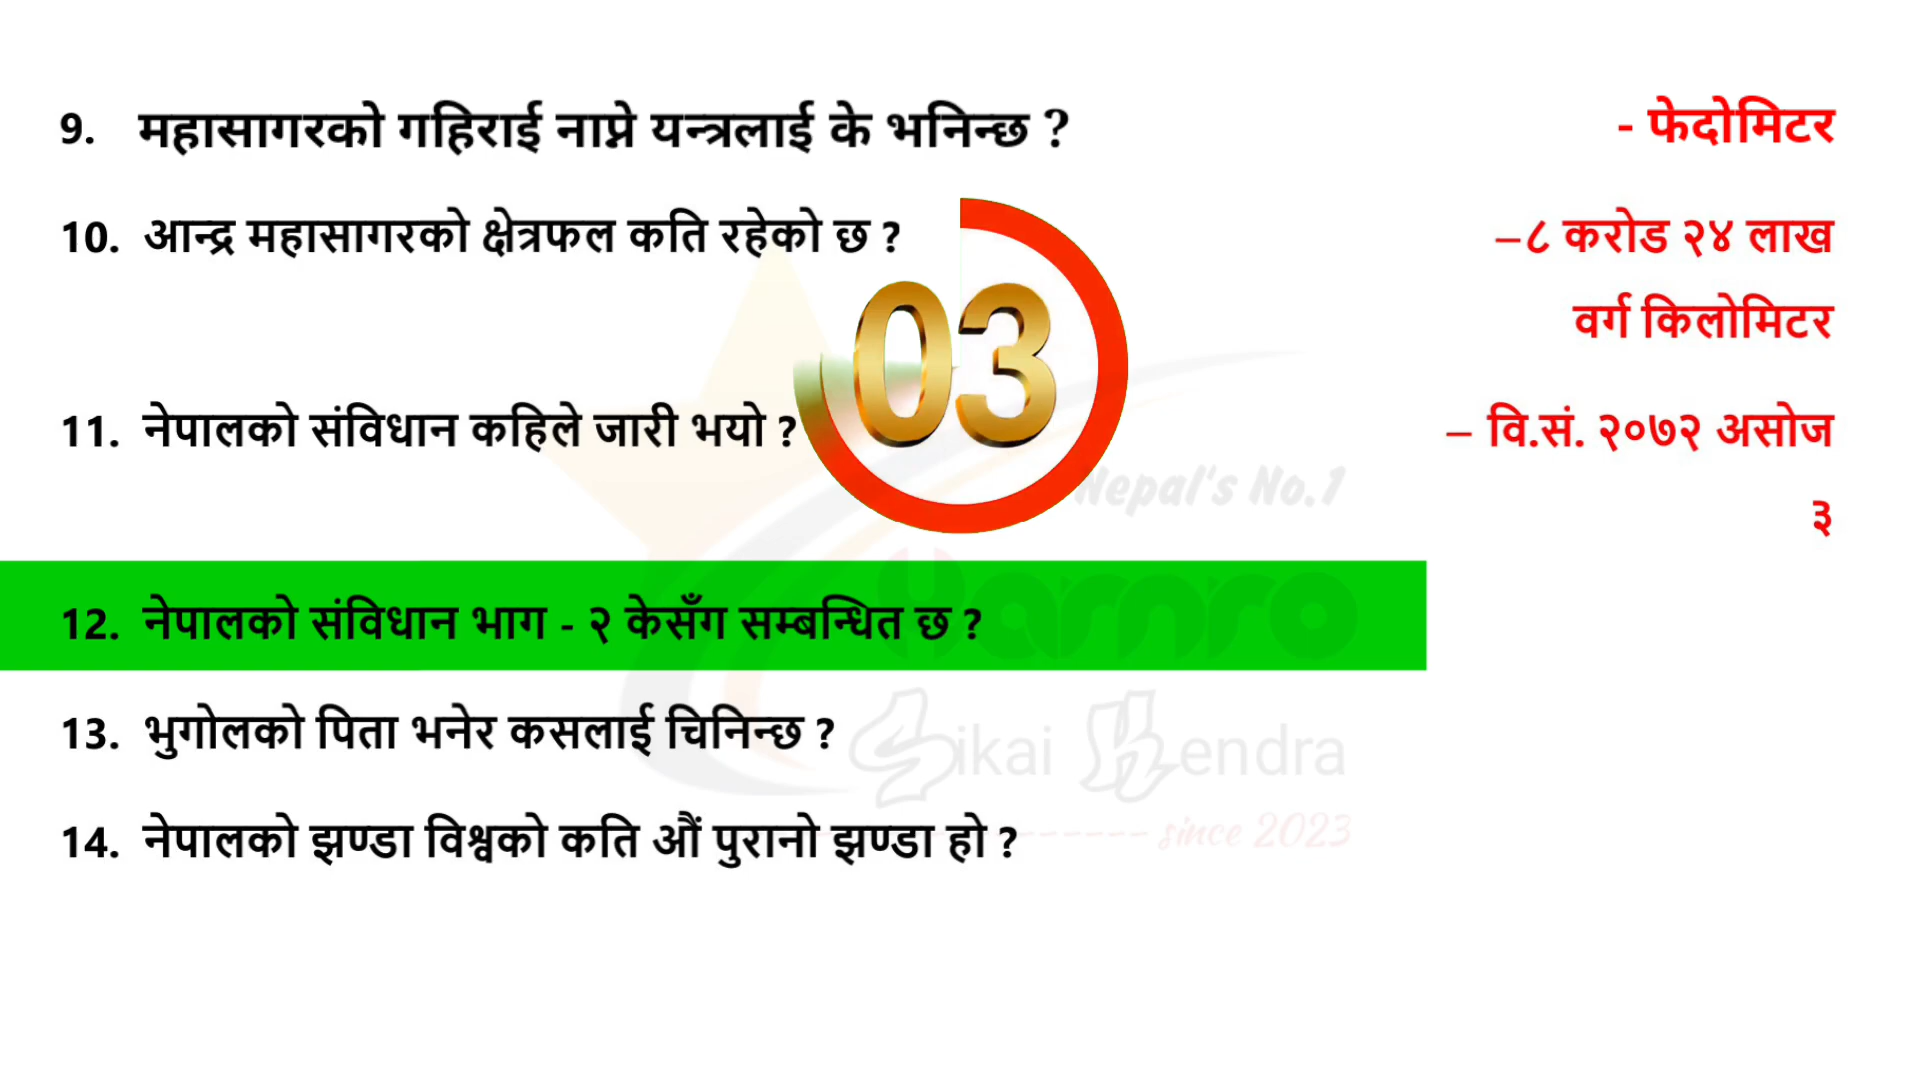 9. महासागरको गहिराई नाप्ने यन्त्रलाई के भनिन्छ ? - फेदोमिटर
10. आन्द्र महासागरको क्षेत्रफल कति रहेको छ ? –८ करोड २४ लाख
वर्ग किलोमिटर
03
11. नेपालको संविधान कहिले जारी भयो ? – वि.सं. २०७२ असोज
३
Nepal's No.1
12. नेपालको संविधान भाग - २ केसँग सम्बन्धित छ ?
Hamro
13. भुगोलको पिता भनेर कसलाई चिनिन्छ ?
Sikai Kendra
14. नेपालको झण्डा विश्वको कति औं पुरानो झण्डा हो ?
since 2023